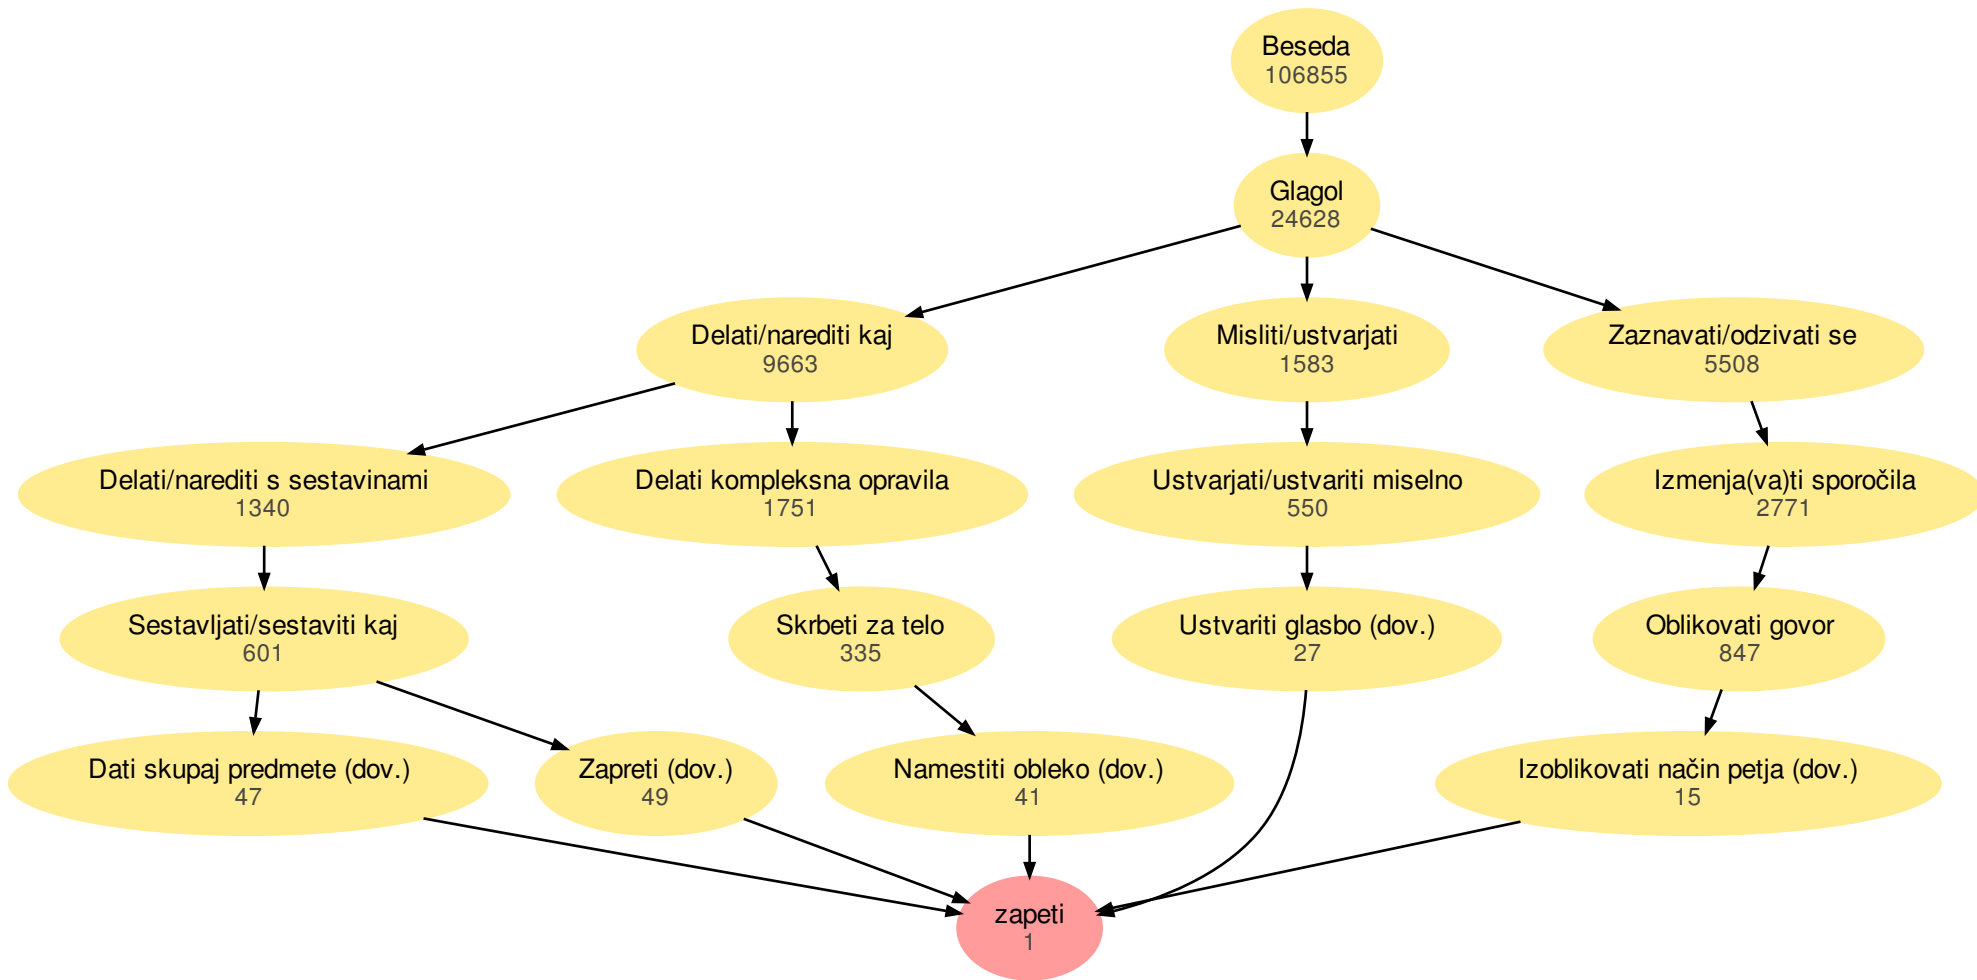 Beseda
106855
Glagol
24628
Delati/narediti kaj
9663
Misliti/ustvarjati
1583
Zaznavati/odzivati se
5508
Delati/narediti s sestavinami
1340
Delati kompleksna opravila
1751
Ustvarjati/ustvariti miselno
550
Izmenja(va)ti sporočila
2771
Sestavljati/sestaviti kaj
601
Skrbeti za telo
335
Ustvariti glasbo (dov.)
27
Oblikovati govor
847
Dati skupaj predmete (dov.)
47
Zapreti (dov.)
49
Namestiti obleko (dov.)
41
Izoblikovati način petja (dov.)
15
zapeti
1